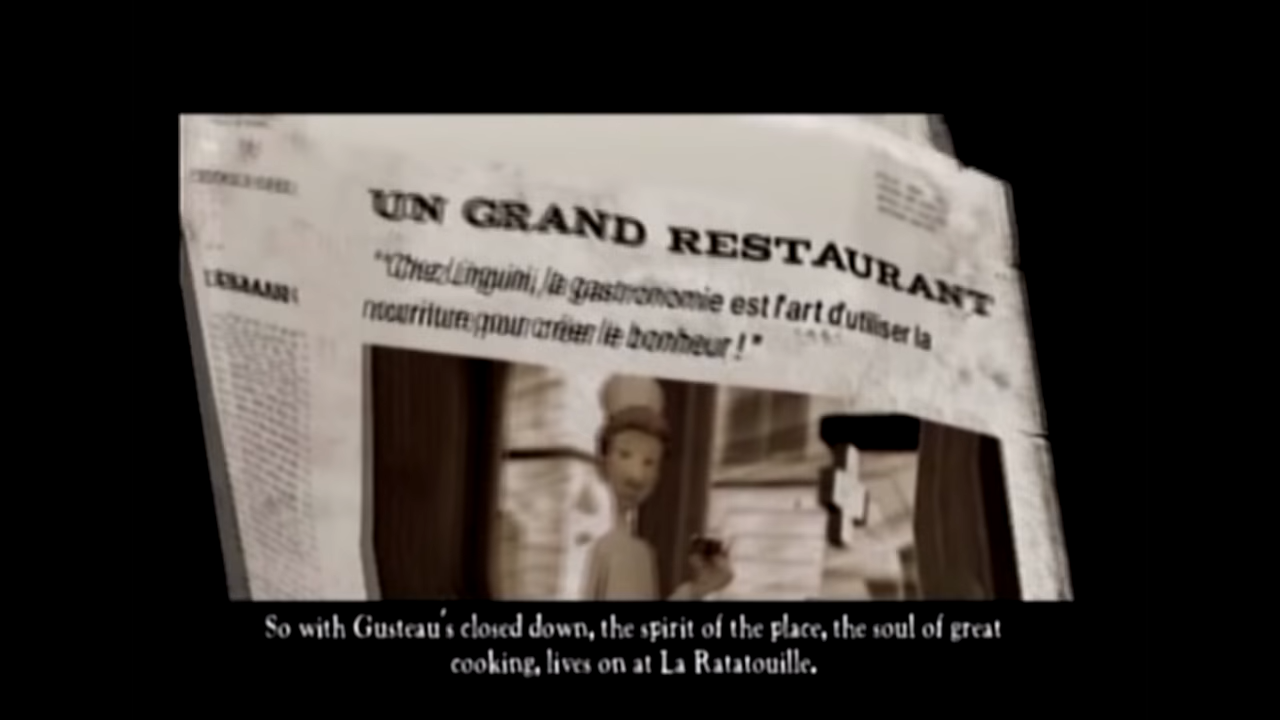 UN GRAND RESTAURANT
"Chez Linguini, la gastronomie est l'art d'utiliser la
nourriture pour créer le bonheur ! "
So with Gusteau's closed down, the spirit of the place, the soul of great
cooking, lives on at La Ratatouille.